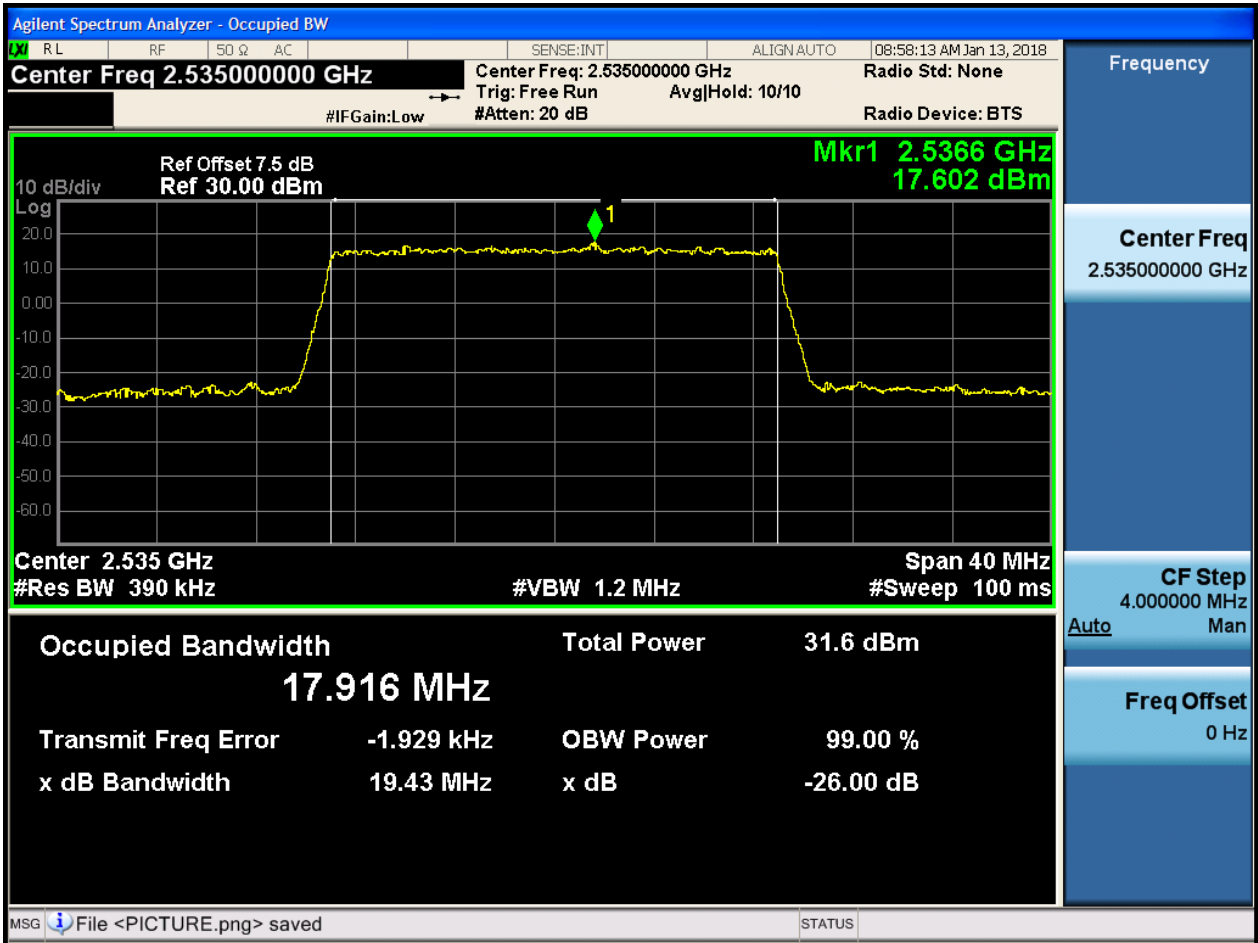 Agilent Spectrum Analyzer - Occupied BW
LXI RL RF 50 Ω AC SENSE:INT ALIGN AUTO 08:58:13 AM Jan 13, 2018
Center Freq 2.535000000 GHz
Center Freq: 2.535000000 GHz Radio Std: None
Trig: Free Run Avg|Hold: 10/10
#IFGain:Low #Atten: 20 dB Radio Device: BTS
Ref Offset 7.5 dB
10 dB/div Ref 30.00 dBm
Mkr1 2.5366 GHz
17.602 dBm
Log
20.0
10.0
0.00
-10.0
-20.0
-30.0
-40.0
-50.0
-60.0
1
Center 2.535 GHz Span 40 MHz
#Res BW 390 kHz #VBW 1.2 MHz #Sweep 100 ms
Occupied Bandwidth Total Power 31.6 dBm
17.916 MHz
Transmit Freq Error -1.929 kHz OBW Power 99.00 %
x dB Bandwidth 19.43 MHz x dB -26.00 dB
Frequency
Center Freq
2.535000000 GHz
CF Step
4.000000 MHz
Auto Man
Freq Offset
0 Hz
MSG File <PICTURE.png> saved STATUS